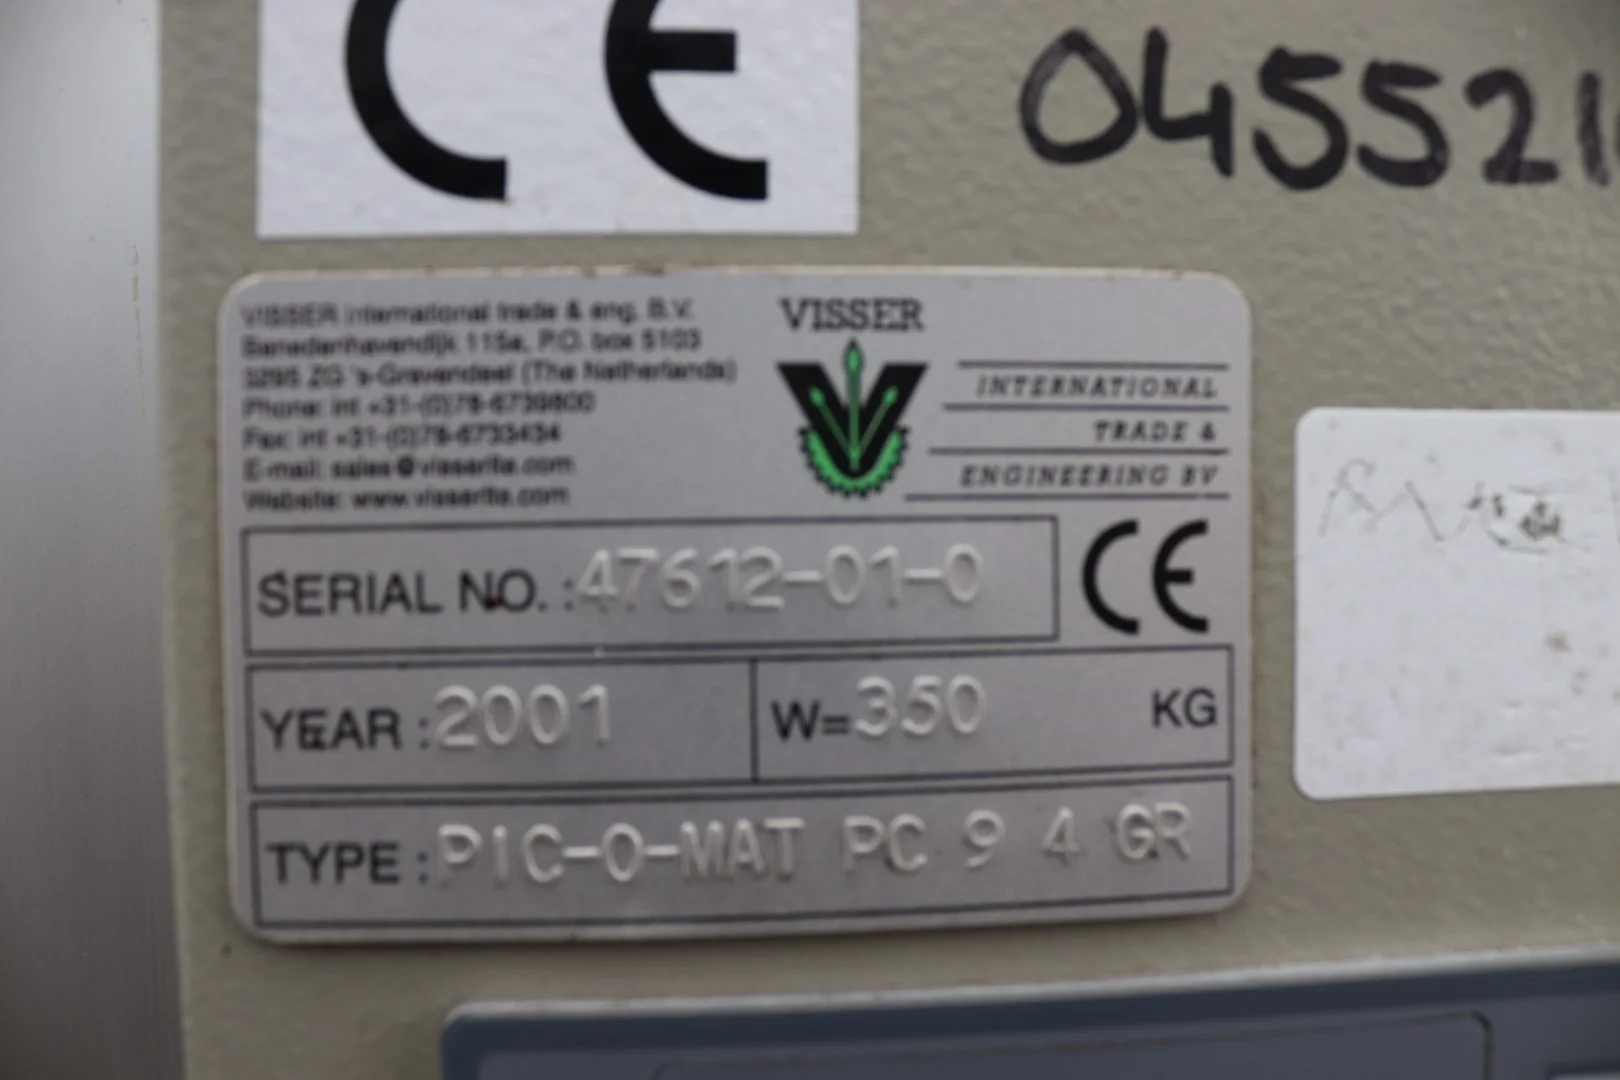 CE
045521
VISSER international trade & eng. B.V.
Benedenhavendijk 115a, P.O. box 5103
3295 ZG 's-Gravendeel (The Netherlands)
Phone: int +31-(0)78-6739800
Fax: int +31-(0)78-6733434
E-mail: sales@visserite.com
Website: www.visserite.com
VISSER
INTERNATIONAL
TRADE &
ENGINEERING BV
SERIAL NO. :47612-01-0
CE
YEAR :2001
W=350 KG
TYPE :PIC-O-MAT PC 9 4 GR